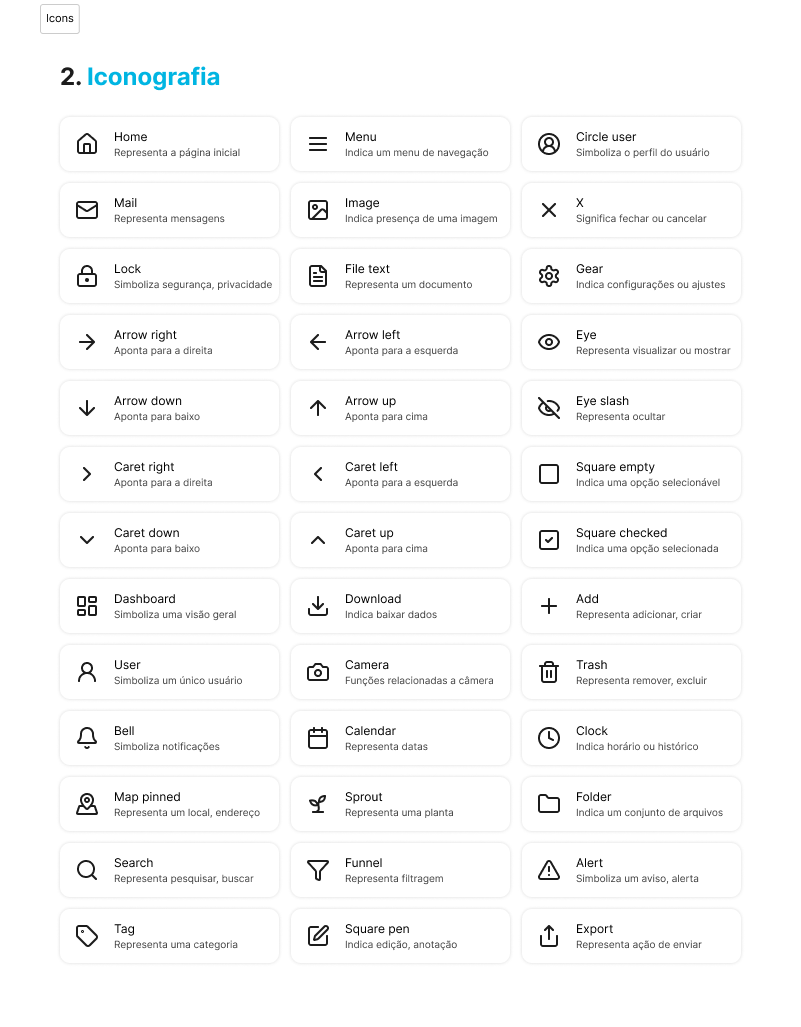 Icons
2. Iconografia
Home
Representa a página inicial
Menu
Indica um menu de navegação
Circle user
Simboliza o perfil do usuário
Mail
Representa mensagens
Image
Indica presença de uma imagem
X
Significa fechar ou cancelar
Lock
Simboliza segurança, privacidade
File text
Representa um documento
Gear
Indica configurações ou ajustes
Arrow right
Aponta para a direita
Arrow left
Aponta para a esquerda
Eye
Representa visualizar ou mostrar
Arrow down
Aponta para baixo
Arrow up
Aponta para cima
Eye slash
Representa ocultar
Caret right
Aponta para a direita
Caret left
Aponta para a esquerda
Square empty
Indica uma opção selecionável
Caret down
Aponta para baixo
Caret up
Aponta para cima
Square checked
Indica uma opção selecionada
Dashboard
Simboliza uma visão geral
Download
Indica baixar dados
Add
Representa adicionar, criar
User
Simboliza um único usuário
Camera
Funções relacionadas a câmera
Trash
Representa remover, excluir
Bell
Simboliza notificações
Calendar
Representa datas
Clock
Indica horário ou histórico
Map pinned
Representa um local, endereço
Sprout
Representa uma planta
Folder
Indica um conjunto de arquivos
Search
Representa pesquisar, buscar
Funnel
Representa filtragem
Alert
Simboliza um aviso, alerta
Tag
Representa uma categoria
Square pen
Indica edição, anotação
Export
Representa ação de enviar